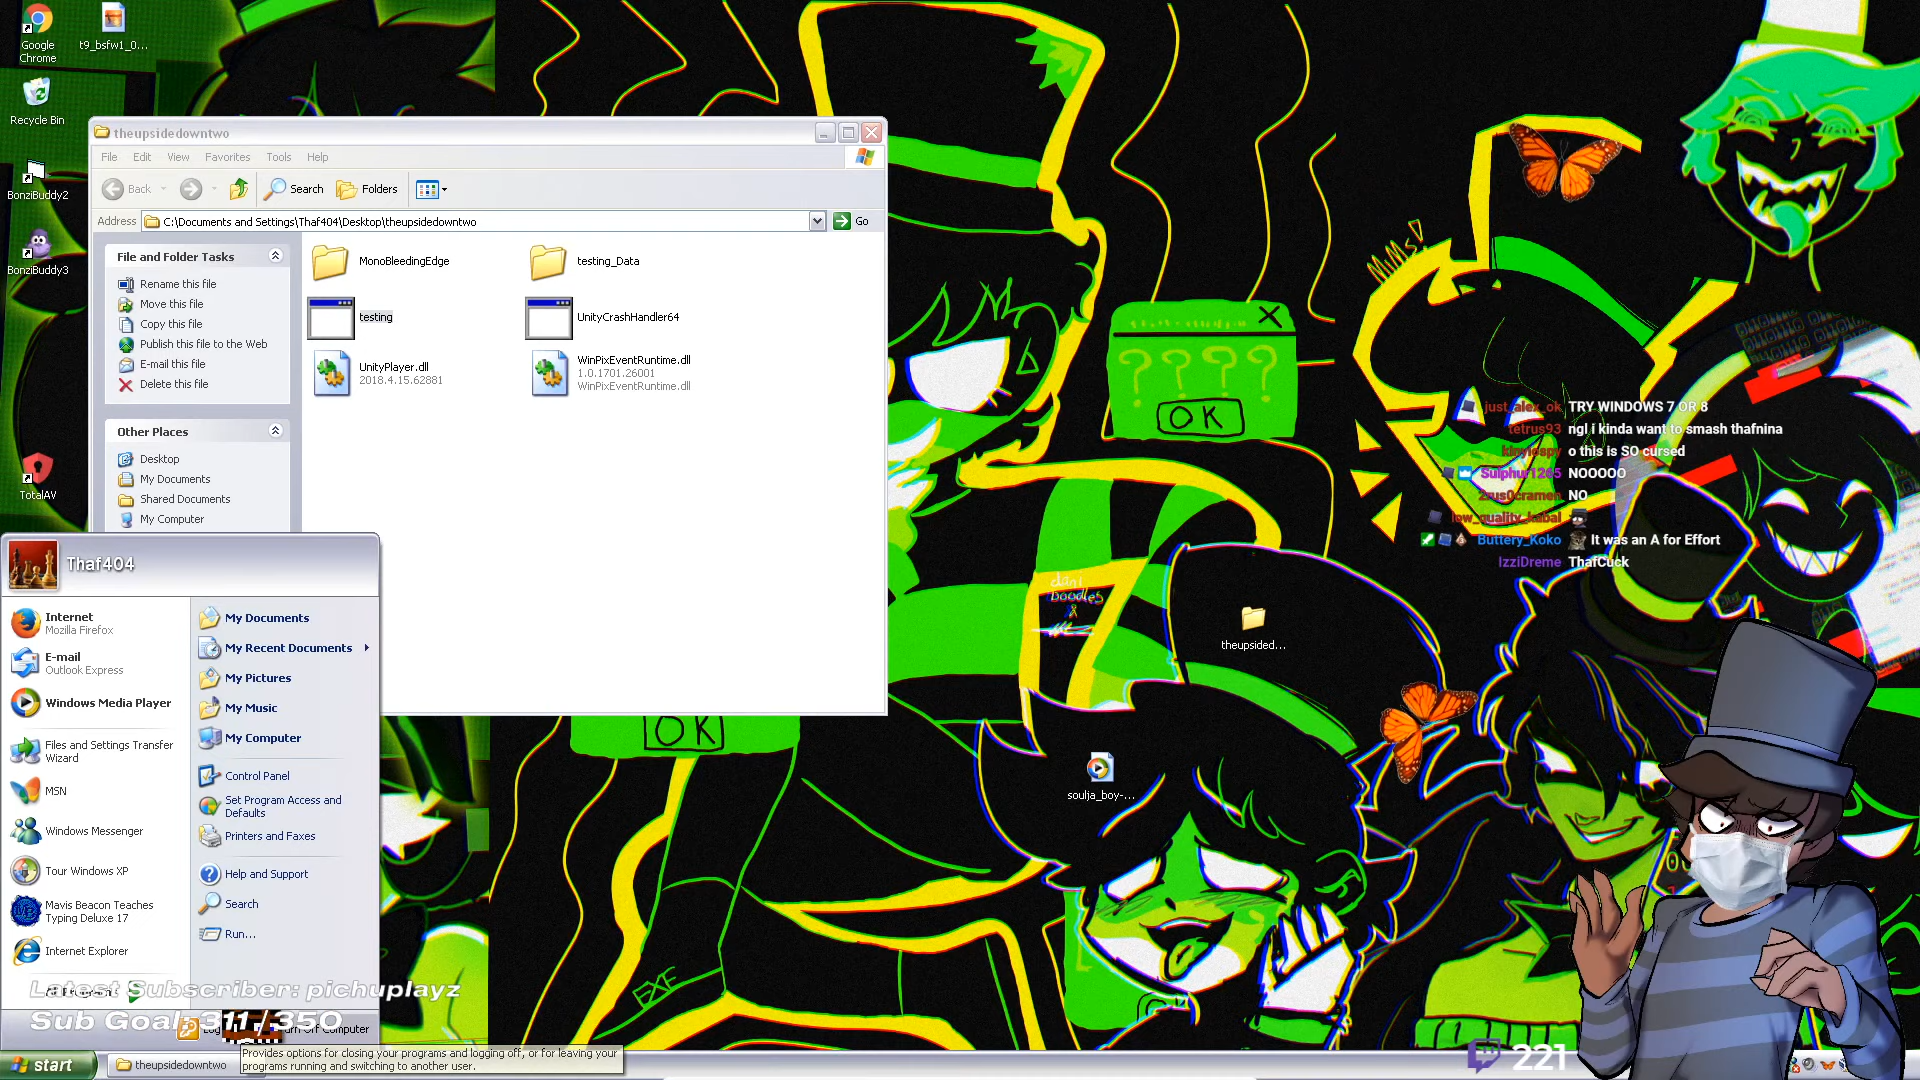 Google
Chrome
t9_bsfw1_0...
Recycle Bin
BonziBuddy2
BonziBuddy3
TotalAV
theupsidedowntwo
File Edit View Favorites Tools Help
Back Search Folders
Address C:\Documents and Settings\Thaf404\Desktop\theupsidedowntwo Go
File and Folder Tasks
Rename this file
Move this file
Copy this file
Publish this file to the Web
E-mail this file
Delete this file
Other Places
Desktop
My Documents
Shared Documents
My Computer
MonoBleedingEdge
testing_Data
testing
UnityCrashHandler64
UnityPlayer.dll
2018.4.15.62881
WinPixEventRuntime.dll
1.0.1701.26001
WinPixEventRuntime.dll
Thaf404
Internet
Mozilla Firefox
E-mail
Outlook Express
Windows Media Player
Files and Settings Transfer
Wizard
MSN
Windows Messenger
Tour Windows XP
Mavis Beacon Teaches
Typing Deluxe 17
Internet Explorer
My Documents
My Recent Documents
My Pictures
My Music
My Computer
Control Panel
Set Program Access and
Defaults
Printers and Faxes
Help and Support
Search
Run...
Latest Subscriber: pichuplayz
Sub Goal: 311/350
Computer
Provides options for closing your programs and logging off, or for leaving your
programs running and switching to another user.
start
theupsidedowntwo
? ? ? ?
OK
OK
dani
Doodles
EXE
theupsided...
soulja_boy-...
just_alex_ok TRY WINDOWS 7 OR 8
tetrus93 ngl i kinda want to smash thafnina
o this is SO cursed
Sulphur1265 NOOOOO
2sus0cramen NO
low_quality_kabal
Buttery_Koko It was an A for Effort
IzziDreme ThafCuck
221